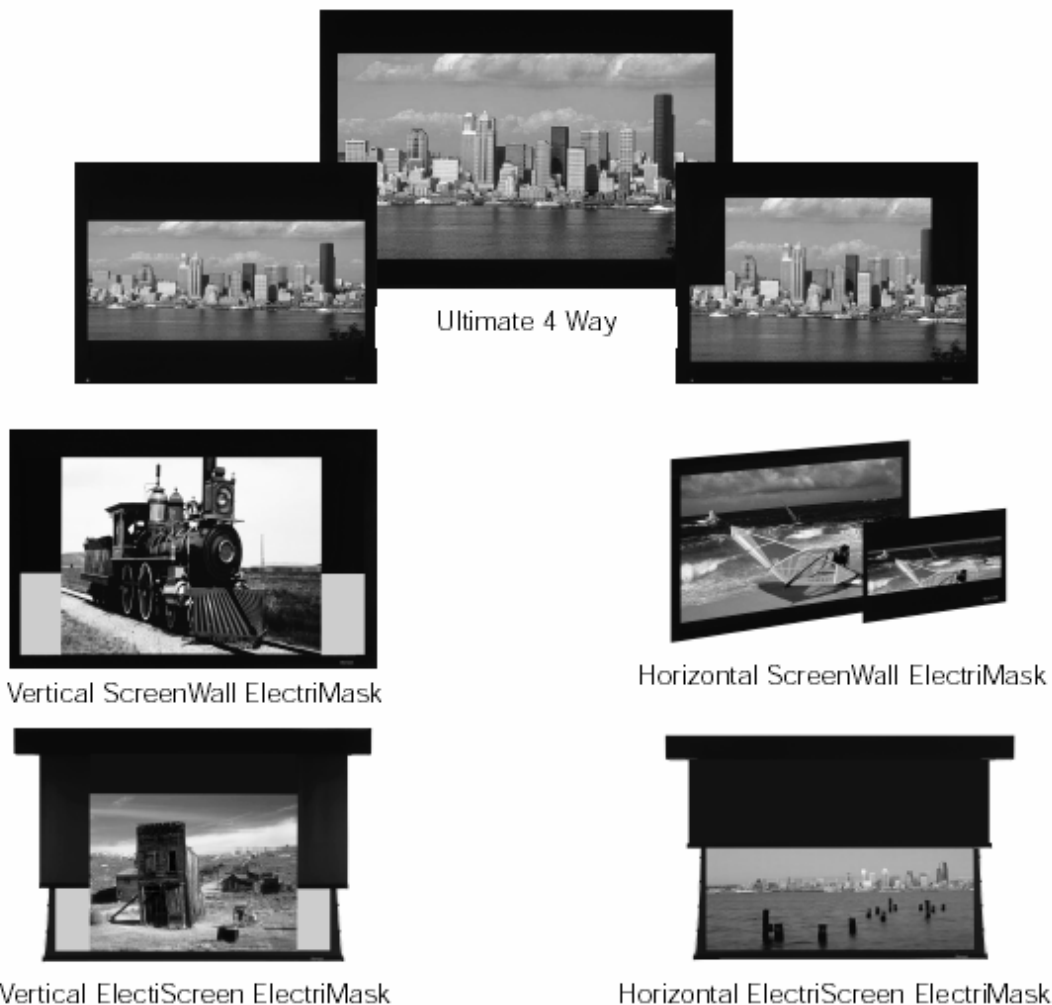 Ultimate 4 Way
Vertical ScreenWall ElectriMask
Horizontal ScreenWall ElectriMask
Vertical ElectiScreen ElectriMask
Horizontal ElectriScreen ElectriMask